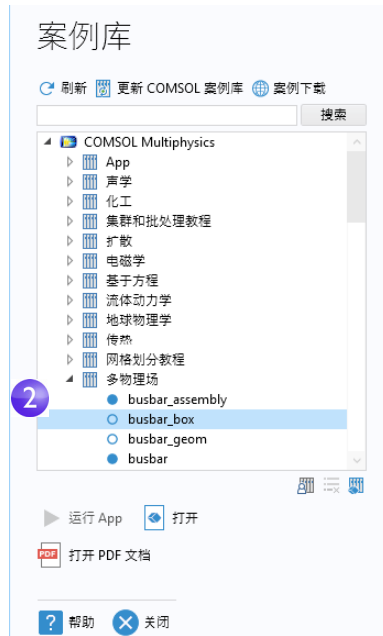 案例库
刷新 更新 COMSOL 案例库 案例下载
搜索
COMSOL Multiphysics
App
声学
化工
集群和批处理教程
扩散
电磁学
基于方程
流体动力学
地球物理学
传热
网格划分教程
多物理场
2
busbar_assembly
busbar_box
busbar_geom
busbar
运行 App 打开
PDF 打开 PDF 文档
? 帮助 关闭